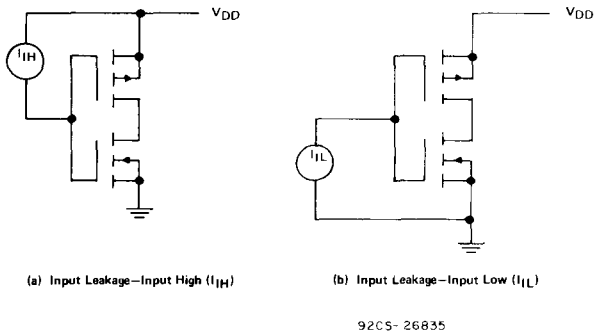 VDD
VDD
IIH
IIL
(a) Input Leakage—Input High (IIH)
(b) Input Leakage—Input Low (IIL)
92CS-26835